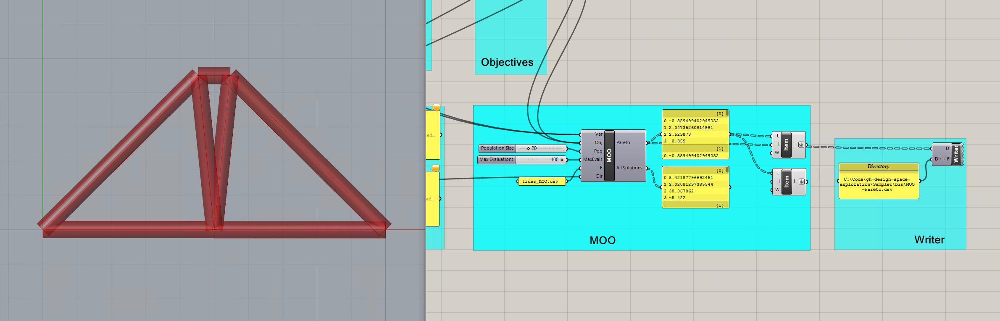 Objectives
sed...
ed...
Population Size 20
Max Evaluations 100
truss_MOO.csv
Var
Obj
Pop
MaxEvals
F
Dir
MOO
Pareto
All Solutions
{0}
0 -0.359499402949052
1 2.04735260814881
2 2.529873
3 -0.359
{1}
0 -0.359499402949052
{0}
0 5.42187796692451
1 2.02081297385544
2 38.067862
3 -5.422
{1}
L
i
W
Item
i
L
i
W
Item
i
MOO
Directory
C:\Code\gh-design-space-
exploration\Sampler\bin\MOO
-Pareto.csv
D
Dir + F
Writer
Writer